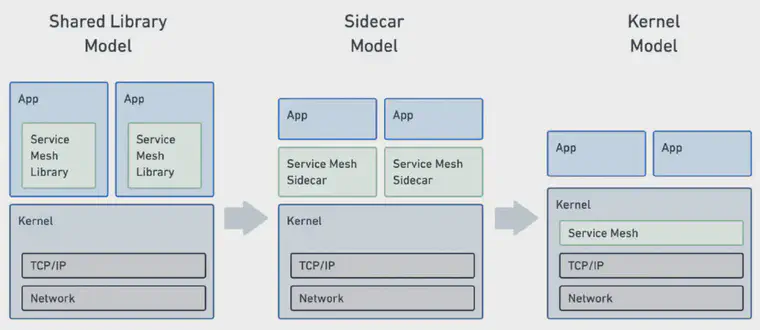 Shared Library
Model
App
Service
Mesh
Library
App
Service
Mesh
Library
Kernel
TCP/IP
Network
Sidecar
Model
App
App
Service Mesh
Sidecar
Service Mesh
Sidecar
Kernel
TCP/IP
Network
Kernel
Model
App
App
Kernel
Service Mesh
TCP/IP
Network